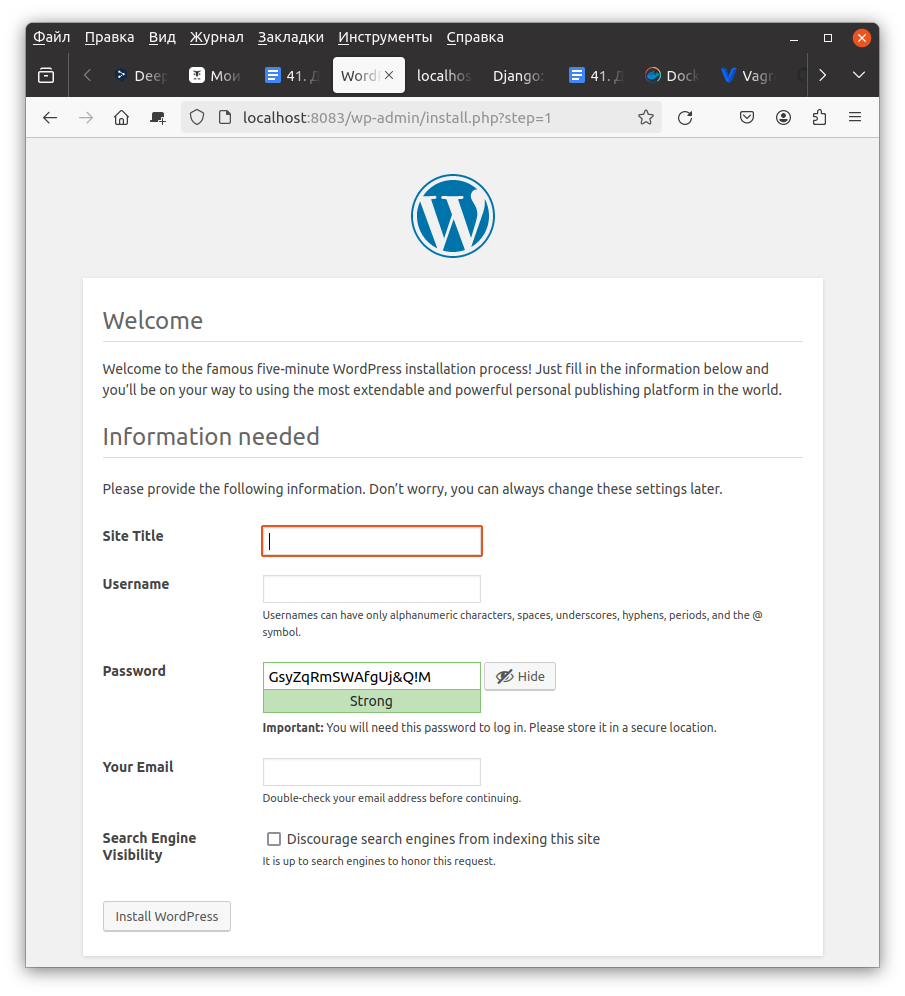 Файл Правка Вид Журнал Закладки Инструменты Справка
Deep Мои 41. Д WordP localhos Django: 41. Д Dock Vagr
localhost:8083/wp-admin/install.php?step=1
Welcome
Welcome to the famous five-minute WordPress installation process! Just fill in the information below and
you’ll be on your way to using the most extendable and powerful personal publishing platform in the world.
Information needed
Please provide the following information. Don’t worry, you can always change these settings later.
Site Title
Username
Usernames can have only alphanumeric characters, spaces, underscores, hyphens, periods, and the @
symbol.
Password
GsyZqRmSWAfgUj&Q!M
Hide
Strong
Important: You will need this password to log in. Please store it in a secure location.
Your Email
Double-check your email address before continuing.
Search Engine
Visibility
Discourage search engines from indexing this site
It is up to search engines to honor this request.
Install WordPress